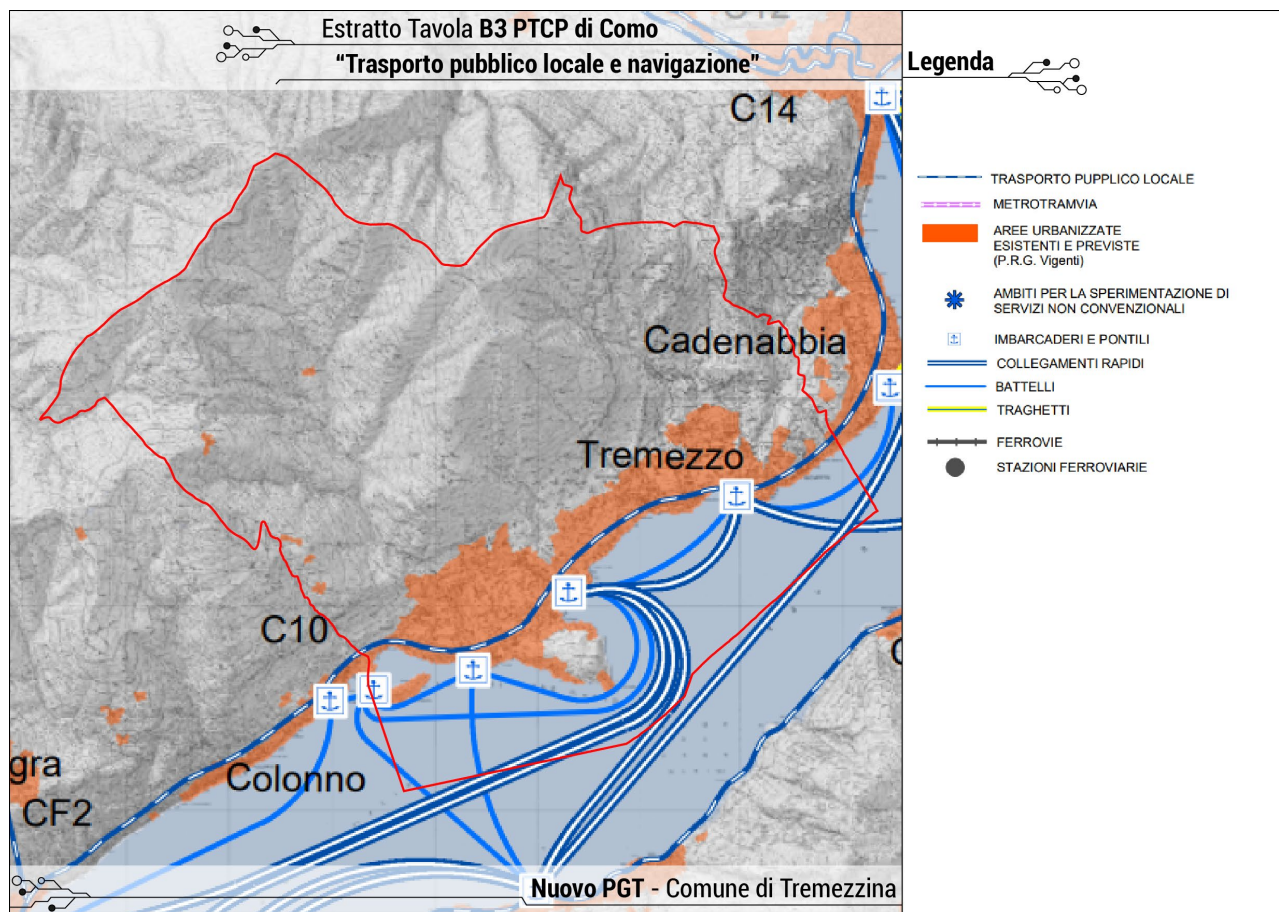 Estratto Tavola B3 PTCP di Como
“Trasporto pubblico locale e navigazione”
C12
C14
Cadenabbia
Tremezzo
C10
Colonno
gra
CF2
Nuovo PGT - Comune di Tremezzina
Legenda
TRASPORTO PUPPLICO LOCALE
METROTRAMVIA
AREE URBANIZZATE
ESISTENTI E PREVISTE
(P.R.G. Vigenti)
AMBITI PER LA SPERIMENTAZIONE DI
SERVIZI NON CONVENZIONALI
IMBARCADERI E PONTILI
COLLEGAMENTI RAPIDI
BATTELLI
TRAGHETTI
FERROVIE
STAZIONI FERROVIARIE